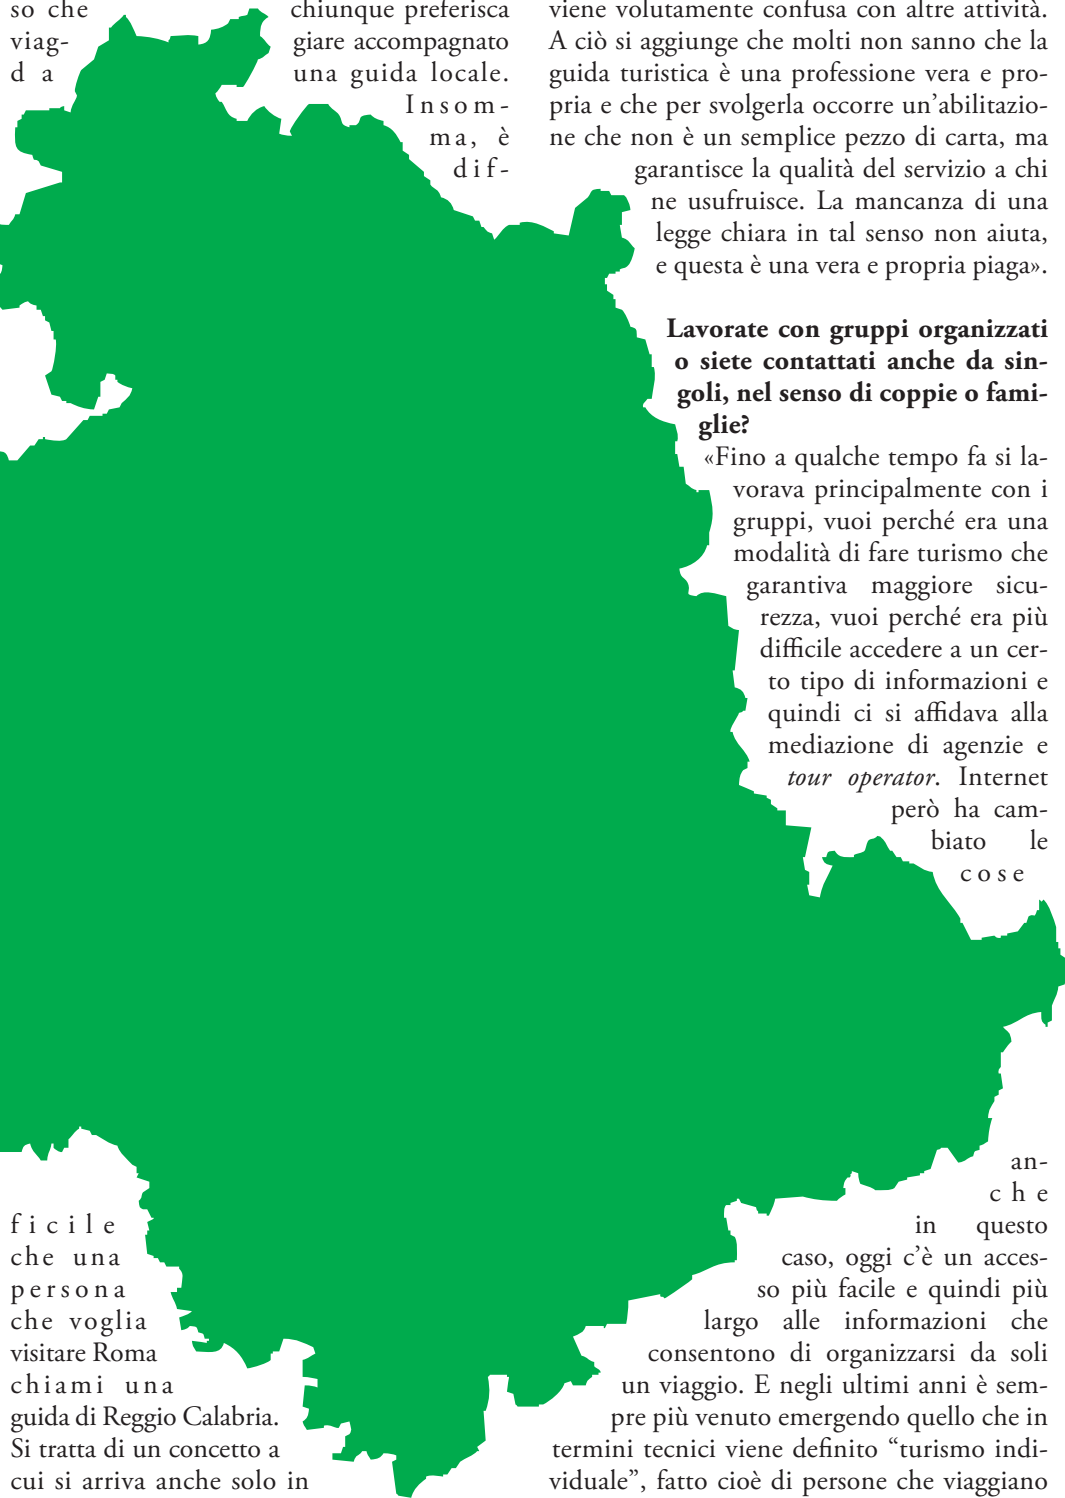 so che chiunque preferisca
viag- giare accompagnato
d a una guida locale.
Insom-
ma, è
dif-
ficile
che una
persona
che voglia
visitare Roma
chiami una
guida di Reggio Calabria.
Si tratta di un concetto a
cui si arriva anche solo in
viene volutamente confusa con altre attività.
A ciò si aggiunge che molti non sanno che la
guida turistica è una professione vera e pro-
pria e che per svolgerla occorre un’abilitazio-
ne che non è un semplice pezzo di carta, ma
garantisce la qualità del servizio a chi
ne usufruisce. La mancanza di una
legge chiara in tal senso non aiuta,
e questa è una vera e propria piaga».
Lavorate con gruppi organizzati
o siete contattati anche da sin-
goli, nel senso di coppie o fami-
glie?
«Fino a qualche tempo fa si la-
vorava principalmente con i
gruppi, vuoi perché era una
modalità di fare turismo che
garantiva maggiore sicu-
rezza, vuoi perché era più
difficile accedere a un cer-
to tipo di informazioni e
quindi ci si affidava alla
mediazione di agenzie e
tour operator. Internet
però ha cam-
biato le
cose
an-
che
in questo
caso, oggi c’è un acces-
so più facile e quindi più
largo alle informazioni che
consentono di organizzarsi da soli
un viaggio. E negli ultimi anni è sem-
pre più venuto emergendo quello che in
termini tecnici viene definito “turismo indi-
viduale”, fatto cioè di persone che viaggiano